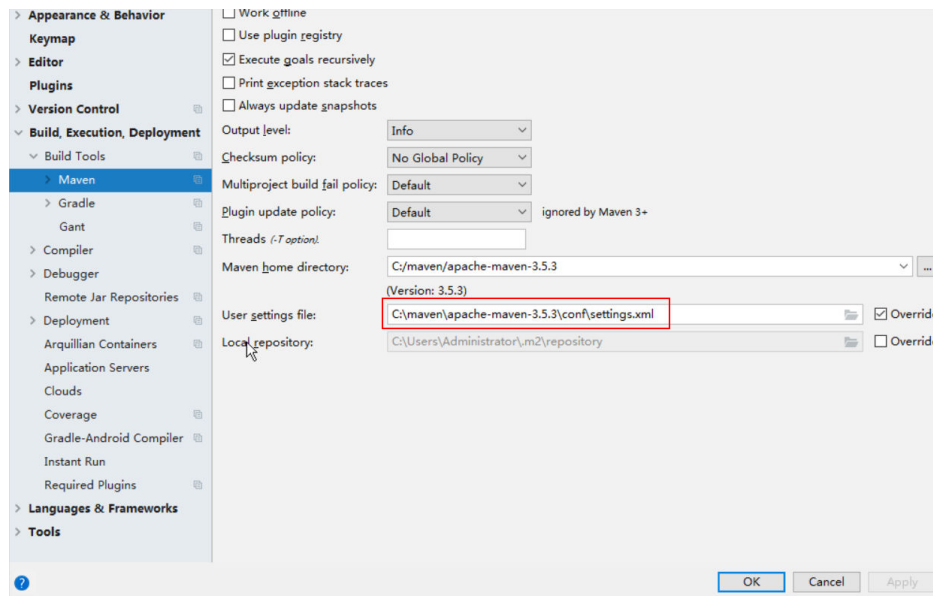 Appearance & Behavior
Keymap
Editor
Plugins
Version Control
Build, Execution, Deployment
Build Tools
Maven
Gradle
Gant
Compiler
Debugger
Remote Jar Repositories
Deployment
Arquillian Containers
Application Servers
Clouds
Coverage
Gradle-Android Compiler
Instant Run
Required Plugins
Languages & Frameworks
Tools
Work offline
Use plugin registry
Execute goals recursively
Print exception stack traces
Always update snapshots
Output level: Info
Checksum policy: No Global Policy
Multiproject build fail policy: Default
Plugin update policy: Default ignored by Maven 3+
Threads (-T option).
Maven home directory: C:/maven/apache-maven-3.5.3 ...
(Version: 3.5.3)
User settings file: C:\maven\apache-maven-3.5.3\conf\settings.xml Override
Local repository: C:\Users\Administrator\.m2\repository Override
? OK Cancel Apply